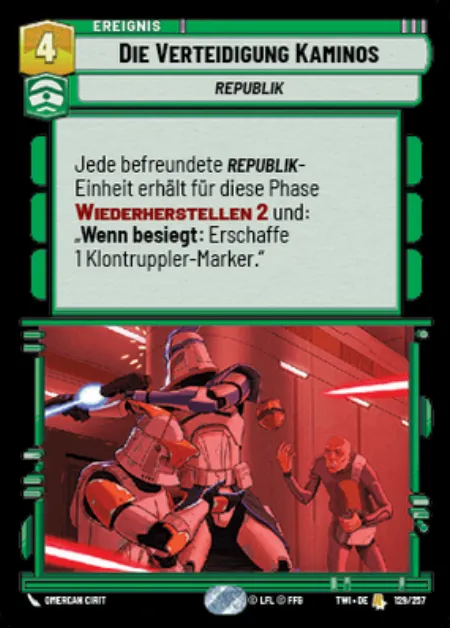 EREIGNIS
4
DIE VERTEIDIGUNG KAMINOS
REPUBLIK
Jede befreundete REPUBLIK-
Einheit erhält für diese Phase
WIEDERHERSTELLEN 2 und:
„Wenn besiegt: Erschaffe
1 Klontruppler-Marker.“
OMERCAN CIRIT
© LFL © FFG
TWI • DE
129/257